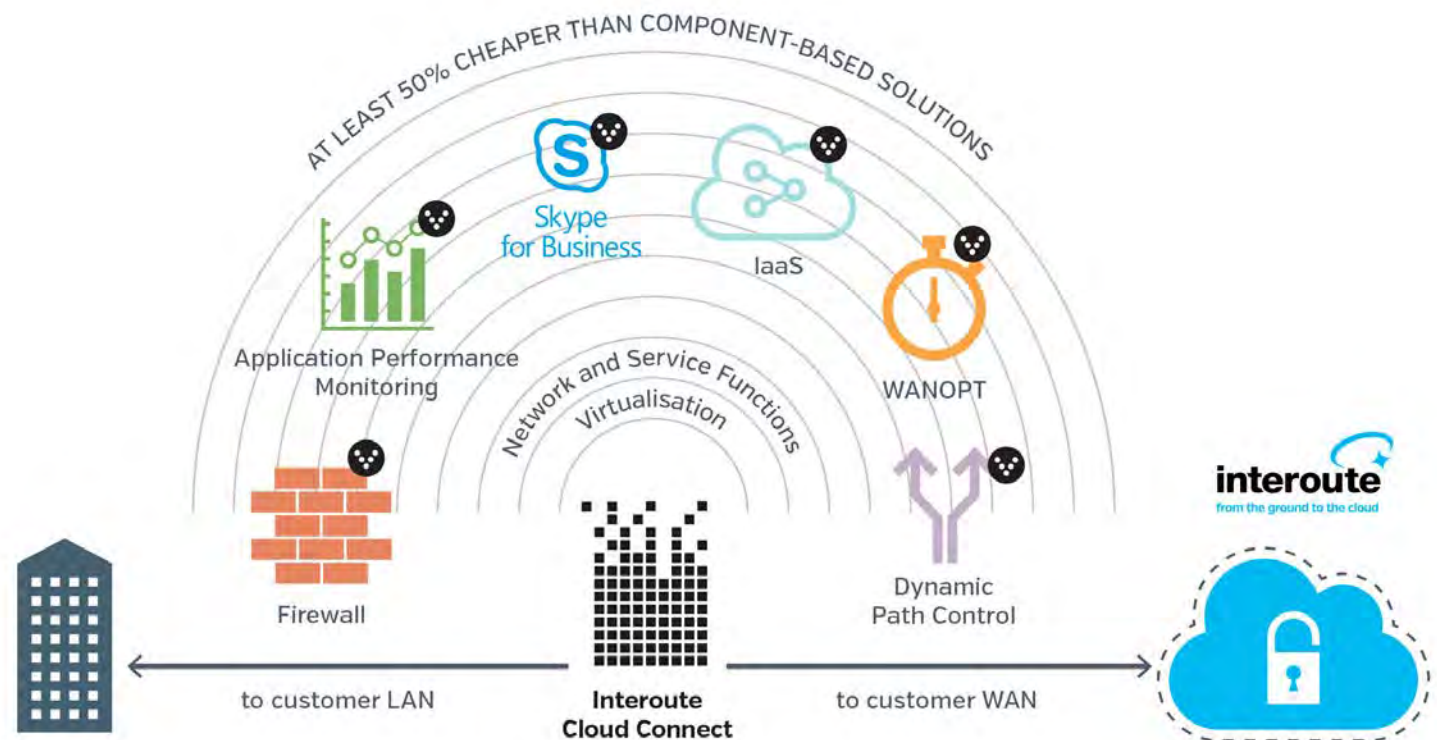 AT LEAST 50% CHEAPER THAN COMPONENT-BASED SOLUTIONS
S
Skype
for Business
IaaS
Application Performance
Monitoring
WANOPT
Network and Service Functions
Virtualisation
Firewall
Dynamic
Path Control
interoute
from the ground to the cloud
to customer LAN
Interoute
Cloud Connect
to customer WAN